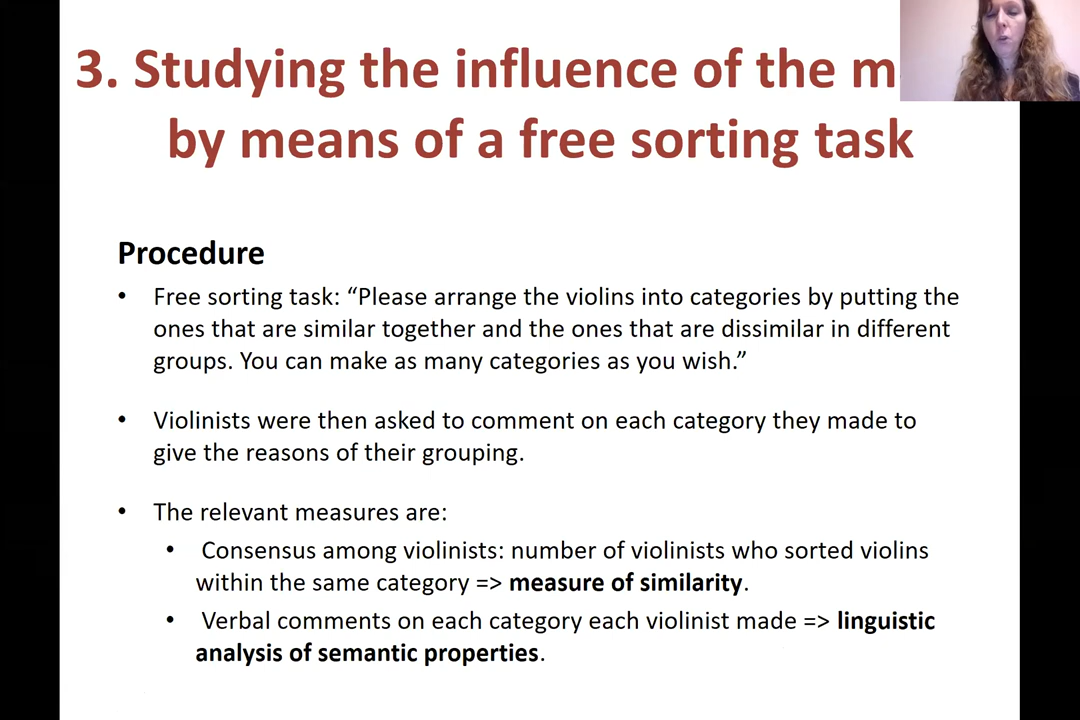 3. Studying the influence of the
by means of a free sorting task
Procedure
• Free sorting task: “Please arrange the violins into categories by putting the
ones that are similar together and the ones that are dissimilar in different
groups. You can make as many categories as you wish.”
• Violinists were then asked to comment on each category they made to
give the reasons of their grouping.
• The relevant measures are:
• Consensus among violinists: number of violinists who sorted violins
within the same category => measure of similarity.
• Verbal comments on each category each violinist made => linguistic
analysis of semantic properties.